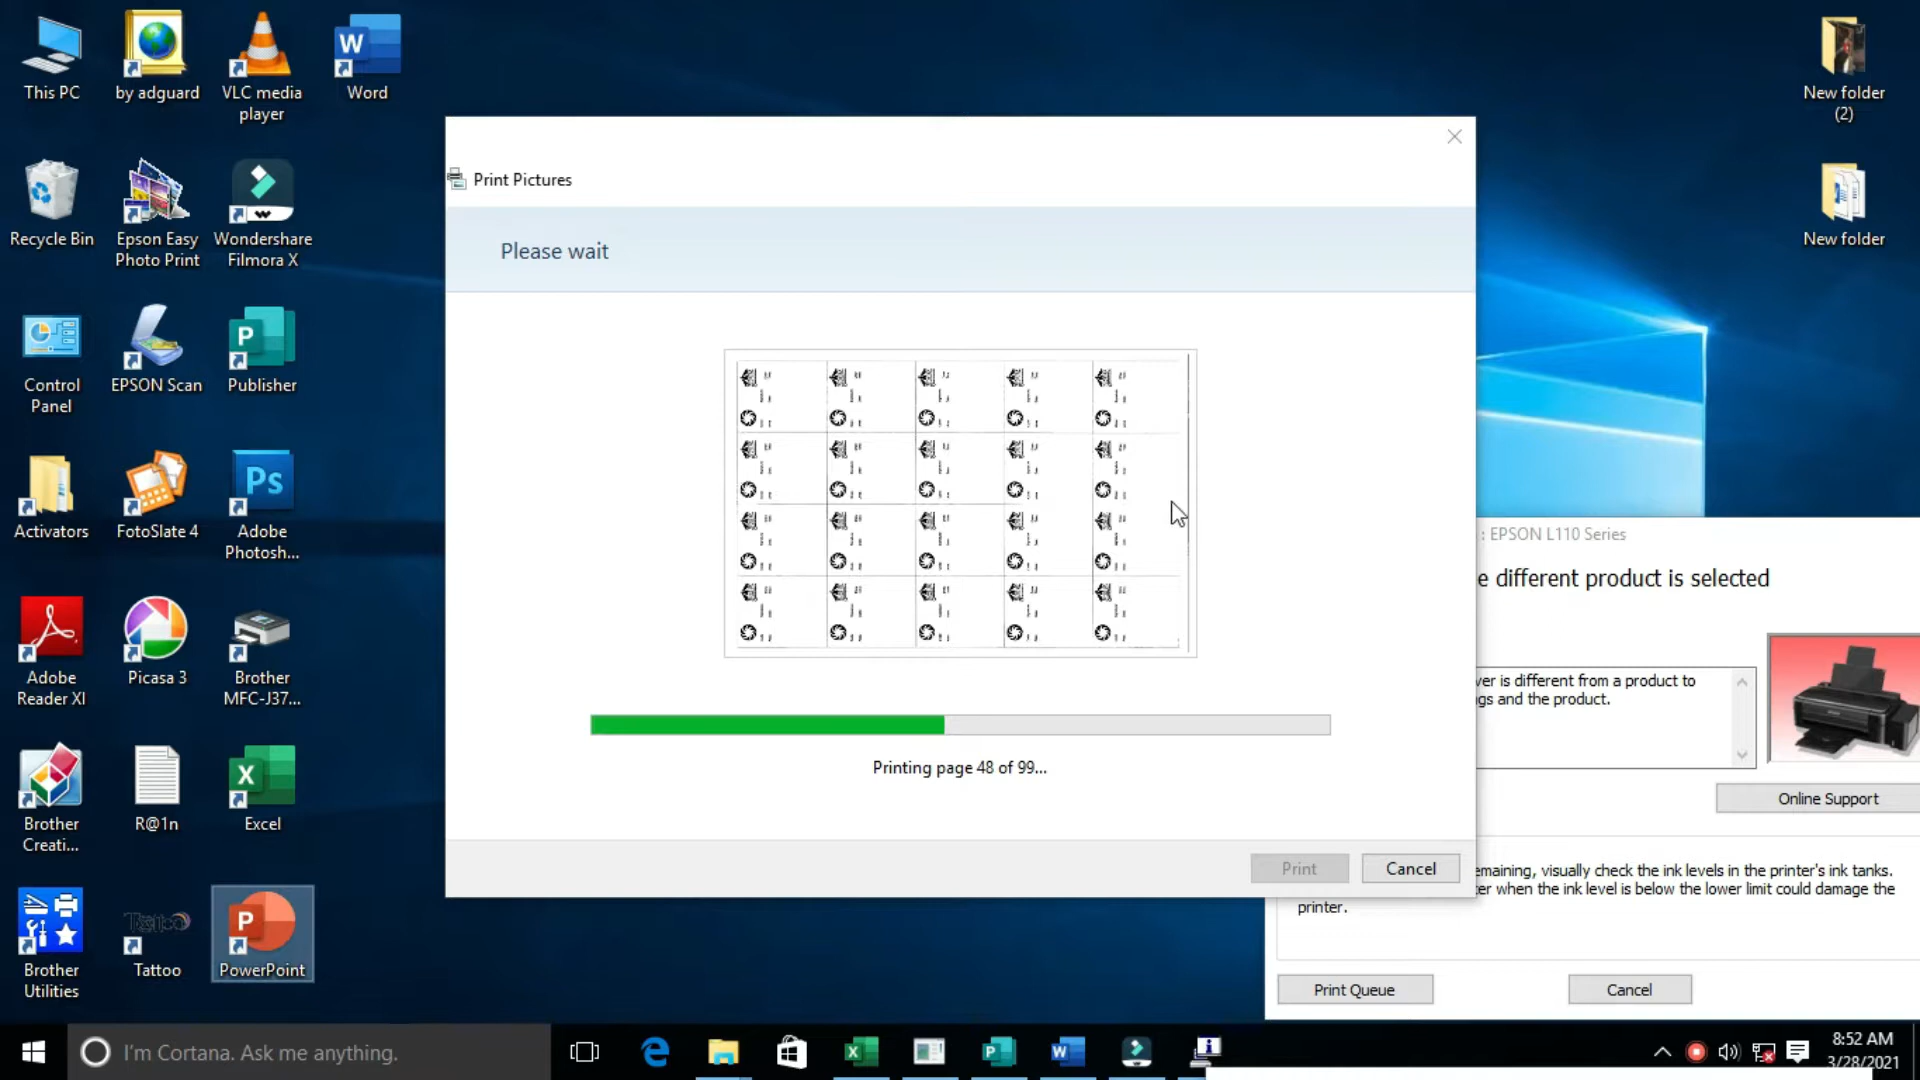 This PC
by adguard
VLC media
player
Word
New folder
(2)
Recycle Bin
Epson Easy
Photo Print
Wondershare
Filmora X
New folder
Control
Panel
EPSON Scan
Publisher
Activators
FotoSlate 4
Adobe
Photosh...
Adobe
Reader XI
Picasa 3
Brother
MFC-J37...
Brother
Creati...
R@1n
Excel
Brother
Utilities
Tattoo
PowerPoint
Print Pictures
Please wait
Printing page 48 of 99...
Print
Cancel
: EPSON L110 Series
e different product is selected
ver is different from a product to
gs and the product.
Online Support
emaining, visually check the ink levels in the printer's ink tanks.
er when the ink level is below the lower limit could damage the
printer.
Print Queue
Cancel
I'm Cortana. Ask me anything.
8:52 AM
3/28/2021